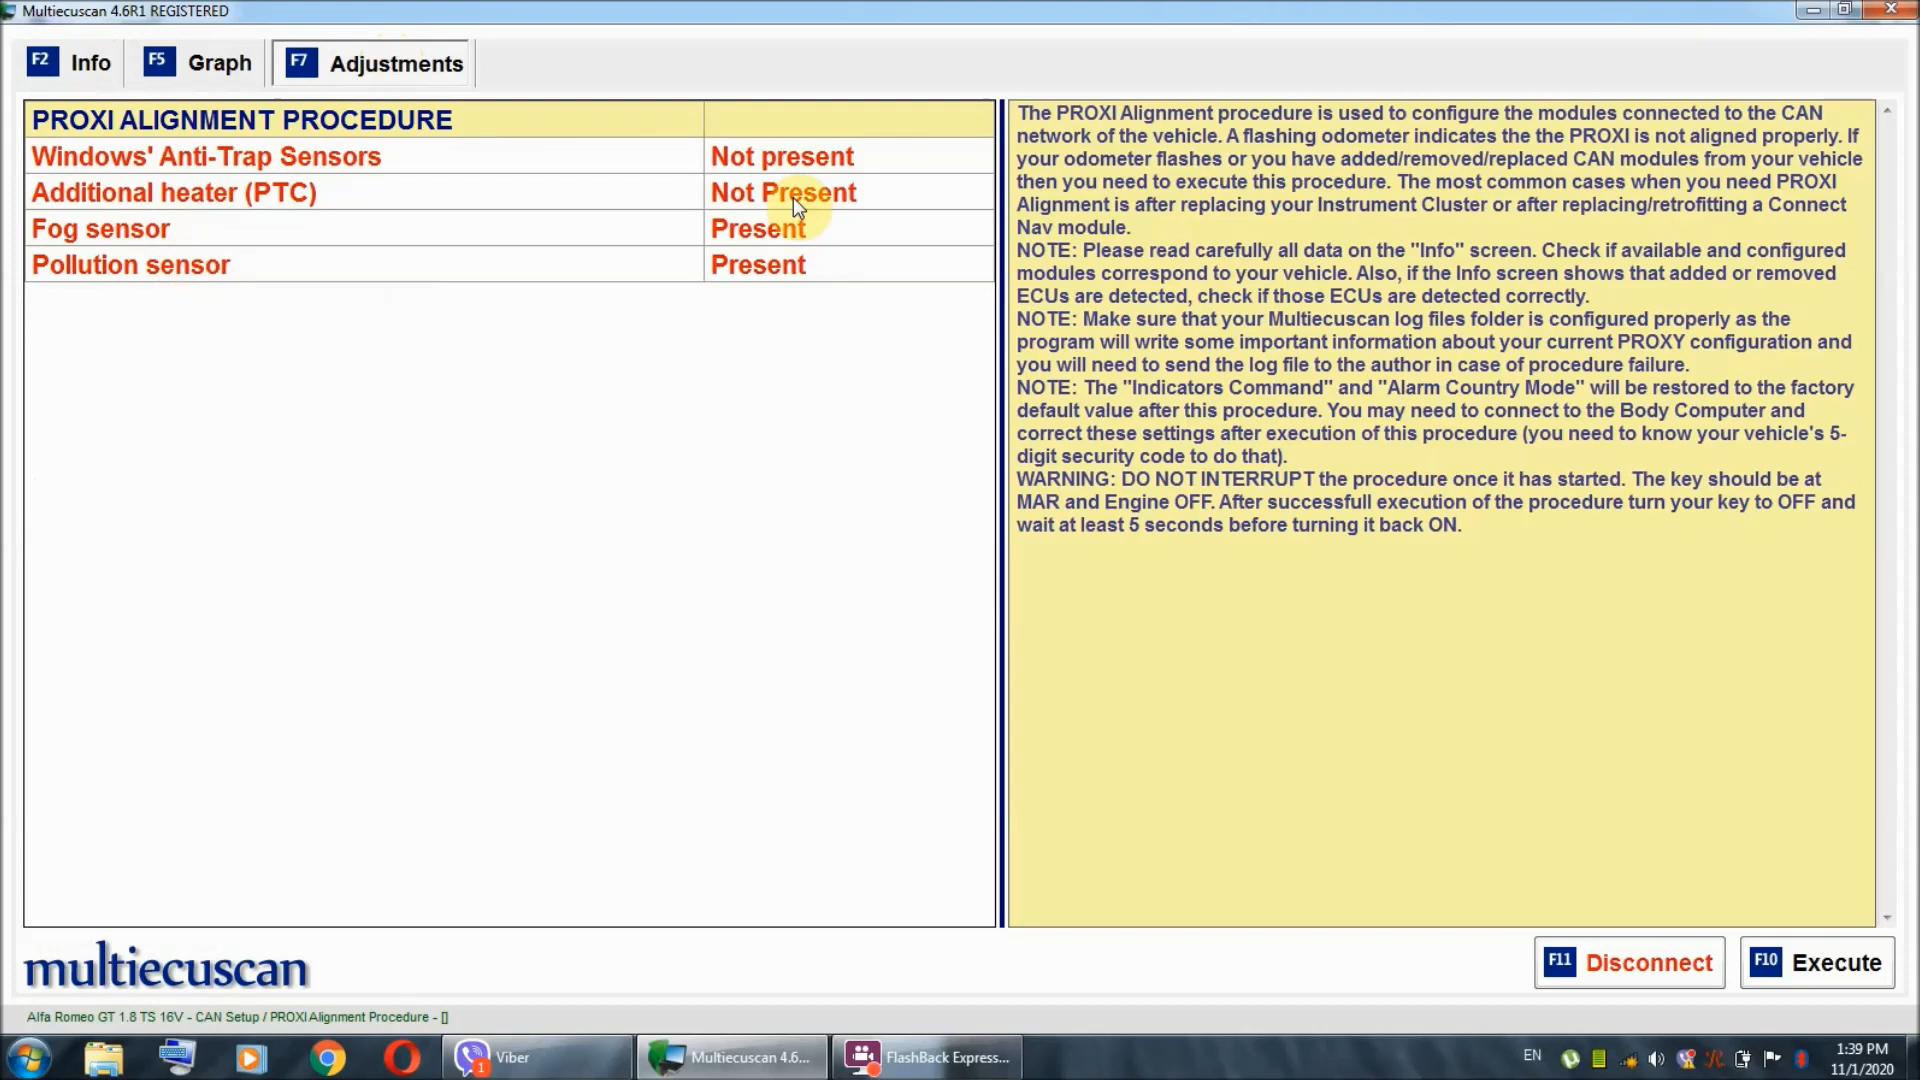 Multiecuscan 4.6R1 REGISTERED
F2 Info F5 Graph F7 Adjustments
PROXI ALIGNMENT PROCEDURE
Windows' Anti-Trap Sensors Not present
Additional heater (PTC) Not Present
Fog sensor Present
Pollution sensor Present
The PROXI Alignment procedure is used to configure the modules connected to the CAN
network of the vehicle. A flashing odometer indicates the the PROXI is not aligned properly. If
your odometer flashes or you have added/removed/replaced CAN modules from your vehicle
then you need to execute this procedure. The most common cases when you need PROXI
Alignment is after replacing your Instrument Cluster or after replacing/retrofitting a Connect
Nav module.
NOTE: Please read carefully all data on the "Info" screen. Check if available and configured
modules correspond to your vehicle. Also, if the Info screen shows that added or removed
ECUs are detected, check if those ECUs are detected correctly.
NOTE: Make sure that your Multiecuscan log files folder is configured properly as the
program will write some important information about your current PROXY configuration and
you will need to send the log file to the author in case of procedure failure.
NOTE: The "Indicators Command" and "Alarm Country Mode" will be restored to the factory
default value after this procedure. You may need to connect to the Body Computer and
correct these settings after execution of this procedure (you need to know your vehicle's 5-
digit security code to do that).
WARNING: DO NOT INTERRUPT the procedure once it has started. The key should be at
MAR and Engine OFF. After successfull execution of the procedure turn your key to OFF and
wait at least 5 seconds before turning it back ON.
multiecuscan
F11 Disconnect F10 Execute
Alfa Romeo GT 1.8 TS 16V - CAN Setup / PROXI Alignment Procedure - []
1 Viber Multiecuscan 4.6... FlashBack Express... EN 1:39 PM
11/1/2020